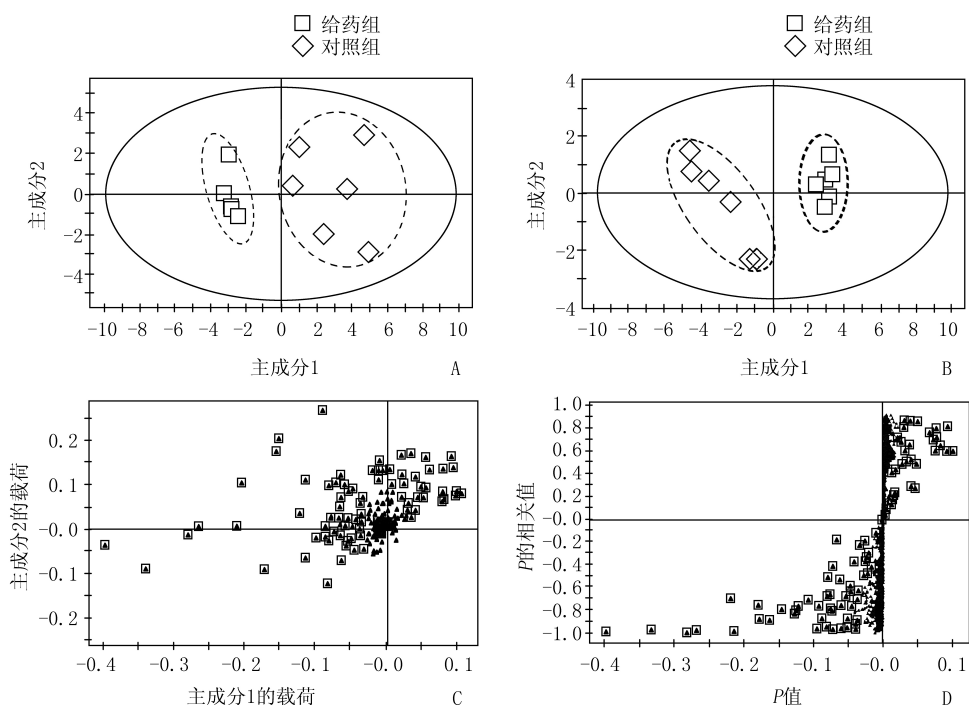 给药组
对照组
给药组
对照组
主成分2
4
2
0
-2
-4
-10 -8 -6 -4 -2 0 2 4 6 8 10
主成分1
A
主成分2
4
2
0
-2
-4
-10 -8 -6 -4 -2 0 2 4 6 8 10
主成分1
B
主成分2的载荷
0.2
0.1
-0.0
-0.1
-0.2
-0.4 -0.3 -0.2 -0.1 -0.0 0.1
主成分1的载荷
C
P的相关值
1.0
0.8
0.6
0.4
0.2
-0.0
-0.2
-0.4
-0.6
-0.8
-1.0
-0.4 -0.3 -0.2 -0.1 -0.0 0.1
P值
D